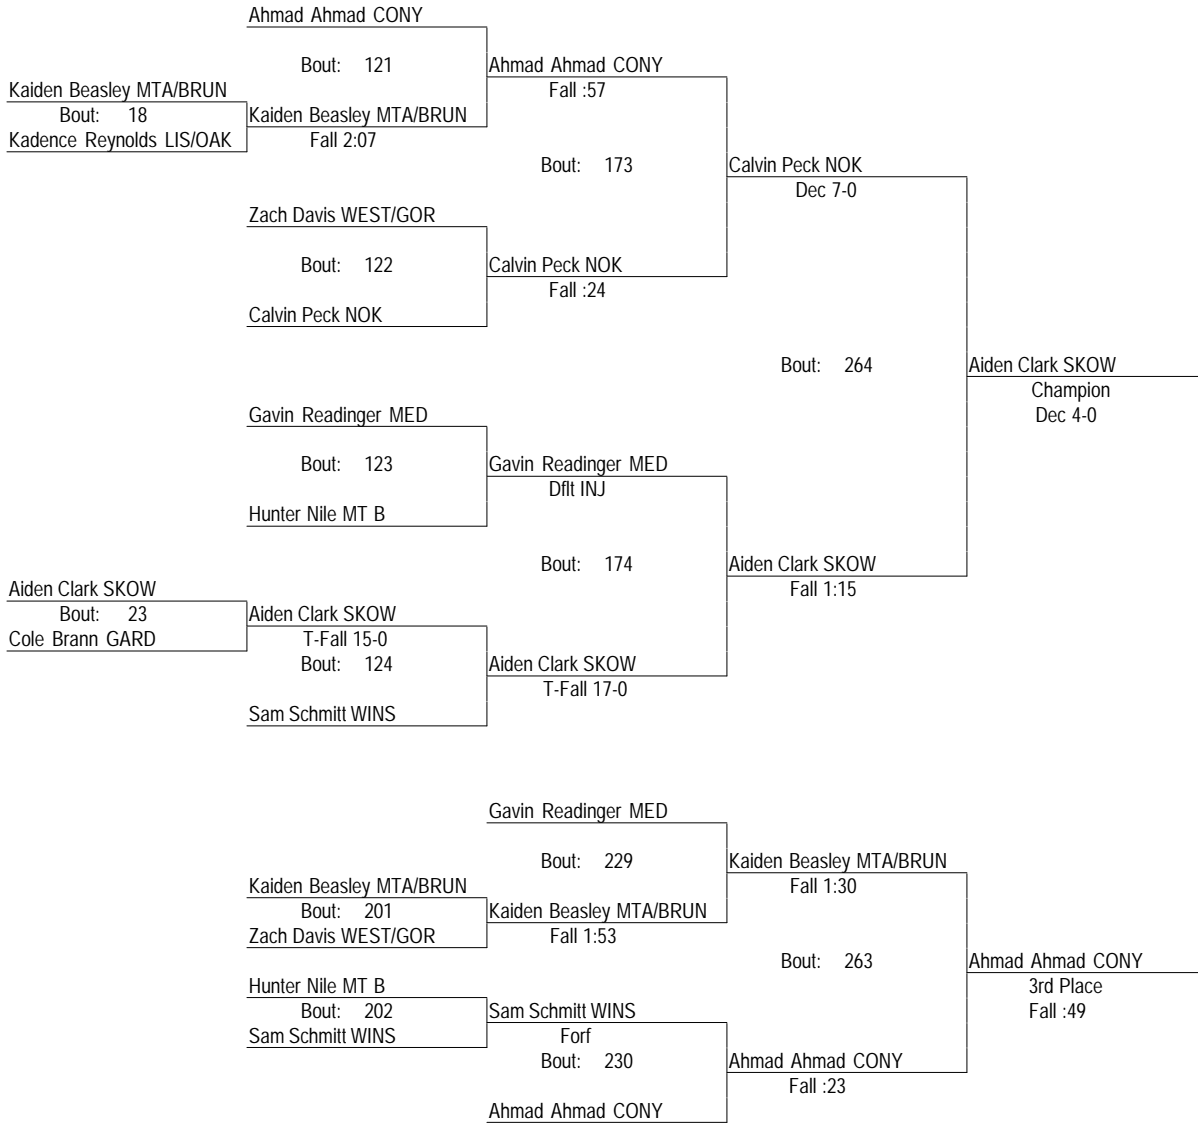 Ahmad Ahmad CONY
Bout: 121
Ahmad Ahmad CONY
Fall :57
Kaiden Beasley MTA/BRUN
Bout: 18
Kadence Reynolds LIS/OAK
Kaiden Beasley MTA/BRUN
Fall 2:07
Bout: 173
Calvin Peck NOK
Dec 7-0
Zach Davis WEST/GOR
Bout: 122
Calvin Peck NOK
Fall :24
Calvin Peck NOK
Bout: 264
Aiden Clark SKOW
Champion
Dec 4-0
Gavin Readinger MED
Bout: 123
Gavin Readinger MED
Dflt INJ
Hunter Nile MT B
Bout: 174
Aiden Clark SKOW
Fall 1:15
Aiden Clark SKOW
Bout: 23
Cole Brann GARD
Aiden Clark SKOW
T-Fall 15-0
Bout: 124
Aiden Clark SKOW
T-Fall 17-0
Sam Schmitt WINS
Gavin Readinger MED
Bout: 229
Kaiden Beasley MTA/BRUN
Fall 1:30
Kaiden Beasley MTA/BRUN
Bout: 201
Zach Davis WEST/GOR
Kaiden Beasley MTA/BRUN
Fall 1:53
Bout: 263
Ahmad Ahmad CONY
3rd Place
Fall :49
Hunter Nile MT B
Bout: 202
Sam Schmitt WINS
Sam Schmitt WINS
Forf
Bout: 230
Ahmad Ahmad CONY
Fall :23
Ahmad Ahmad CONY